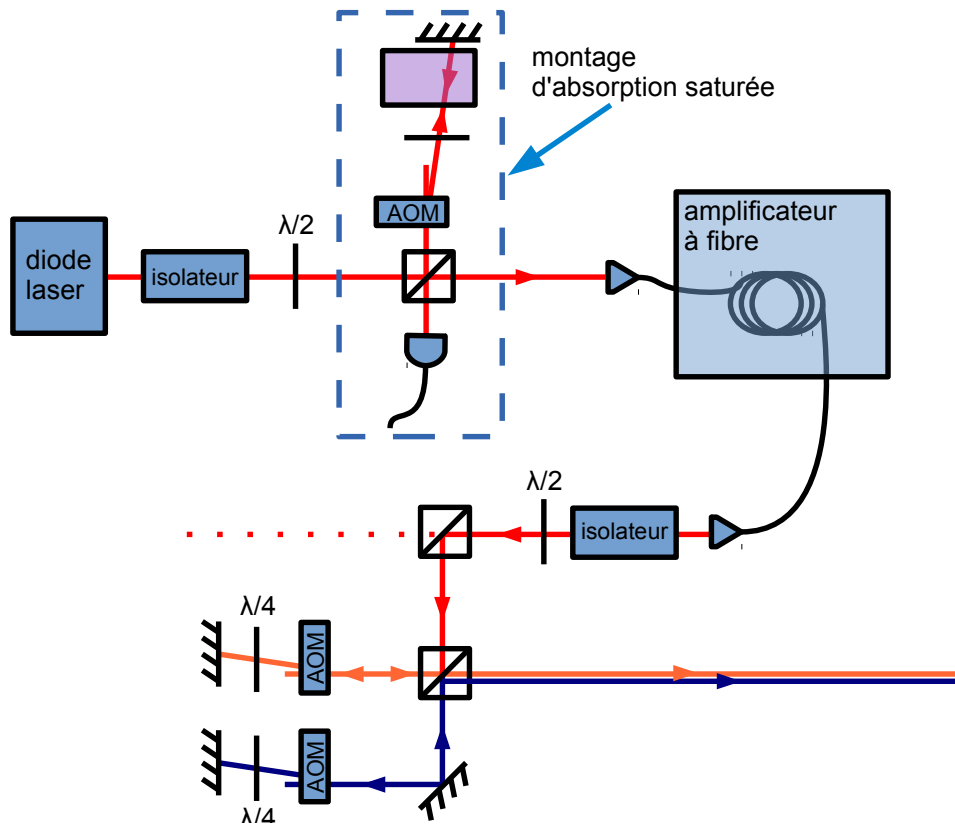 montage
d'absorption saturée
AOM
λ/2
diode
laser
isolateur
amplificateur
à fibre
λ/2
isolateur
λ/4
AOM
AOM
λ/4